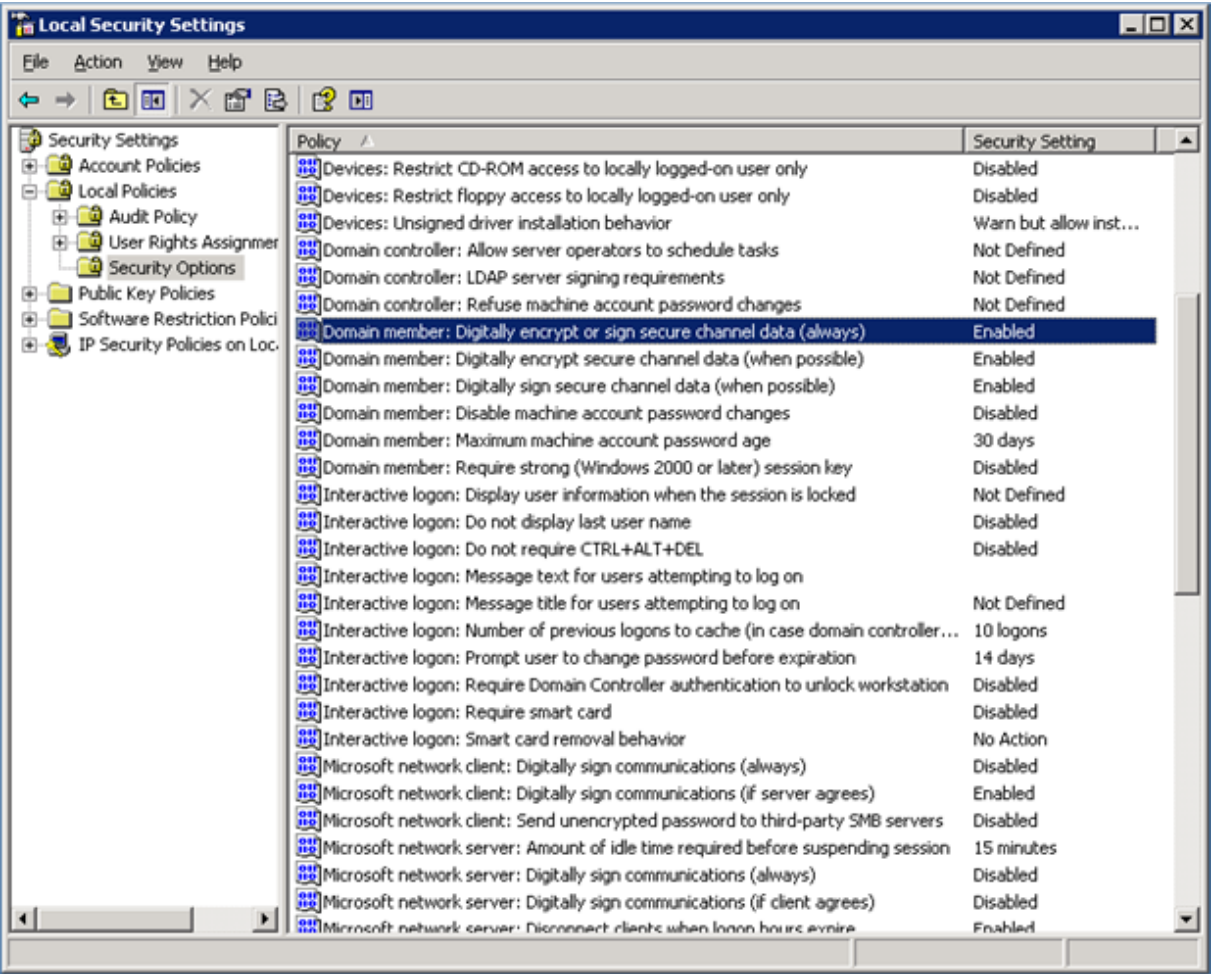 Local Security Settings
File Action View Help
Security Settings
Account Policies
Local Policies
Audit Policy
User Rights Assignmer
Security Options
Public Key Policies
Software Restriction Polici
IP Security Policies on Loc
Policy Security Setting
Devices: Restrict CD-ROM access to locally logged-on user only Disabled
Devices: Restrict floppy access to locally logged-on user only Disabled
Devices: Unsigned driver installation behavior Warn but allow inst...
Domain controller: Allow server operators to schedule tasks Not Defined
Domain controller: LDAP server signing requirements Not Defined
Domain controller: Refuse machine account password changes Not Defined
Domain member: Digitally encrypt or sign secure channel data (always) Enabled
Domain member: Digitally encrypt secure channel data (when possible) Enabled
Domain member: Digitally sign secure channel data (when possible) Enabled
Domain member: Disable machine account password changes Disabled
Domain member: Maximum machine account password age 30 days
Domain member: Require strong (Windows 2000 or later) session key Disabled
Interactive logon: Display user information when the session is locked Not Defined
Interactive logon: Do not display last user name Disabled
Interactive logon: Do not require CTRL+ALT+DEL Disabled
Interactive logon: Message text for users attempting to log on
Interactive logon: Message title for users attempting to log on Not Defined
Interactive logon: Number of previous logons to cache (in case domain controller... 10 logons
Interactive logon: Prompt user to change password before expiration 14 days
Interactive logon: Require Domain Controller authentication to unlock workstation Disabled
Interactive logon: Require smart card Disabled
Interactive logon: Smart card removal behavior No Action
Microsoft network client: Digitally sign communications (always) Disabled
Microsoft network client: Digitally sign communications (if server agrees) Enabled
Microsoft network client: Send unencrypted password to third-party SMB servers Disabled
Microsoft network server: Amount of idle time required before suspending session 15 minutes
Microsoft network server: Digitally sign communications (always) Disabled
Microsoft network server: Digitally sign communications (if client agrees) Disabled
Microsoft network server: Disconnect clients when logon hours expire Enabled